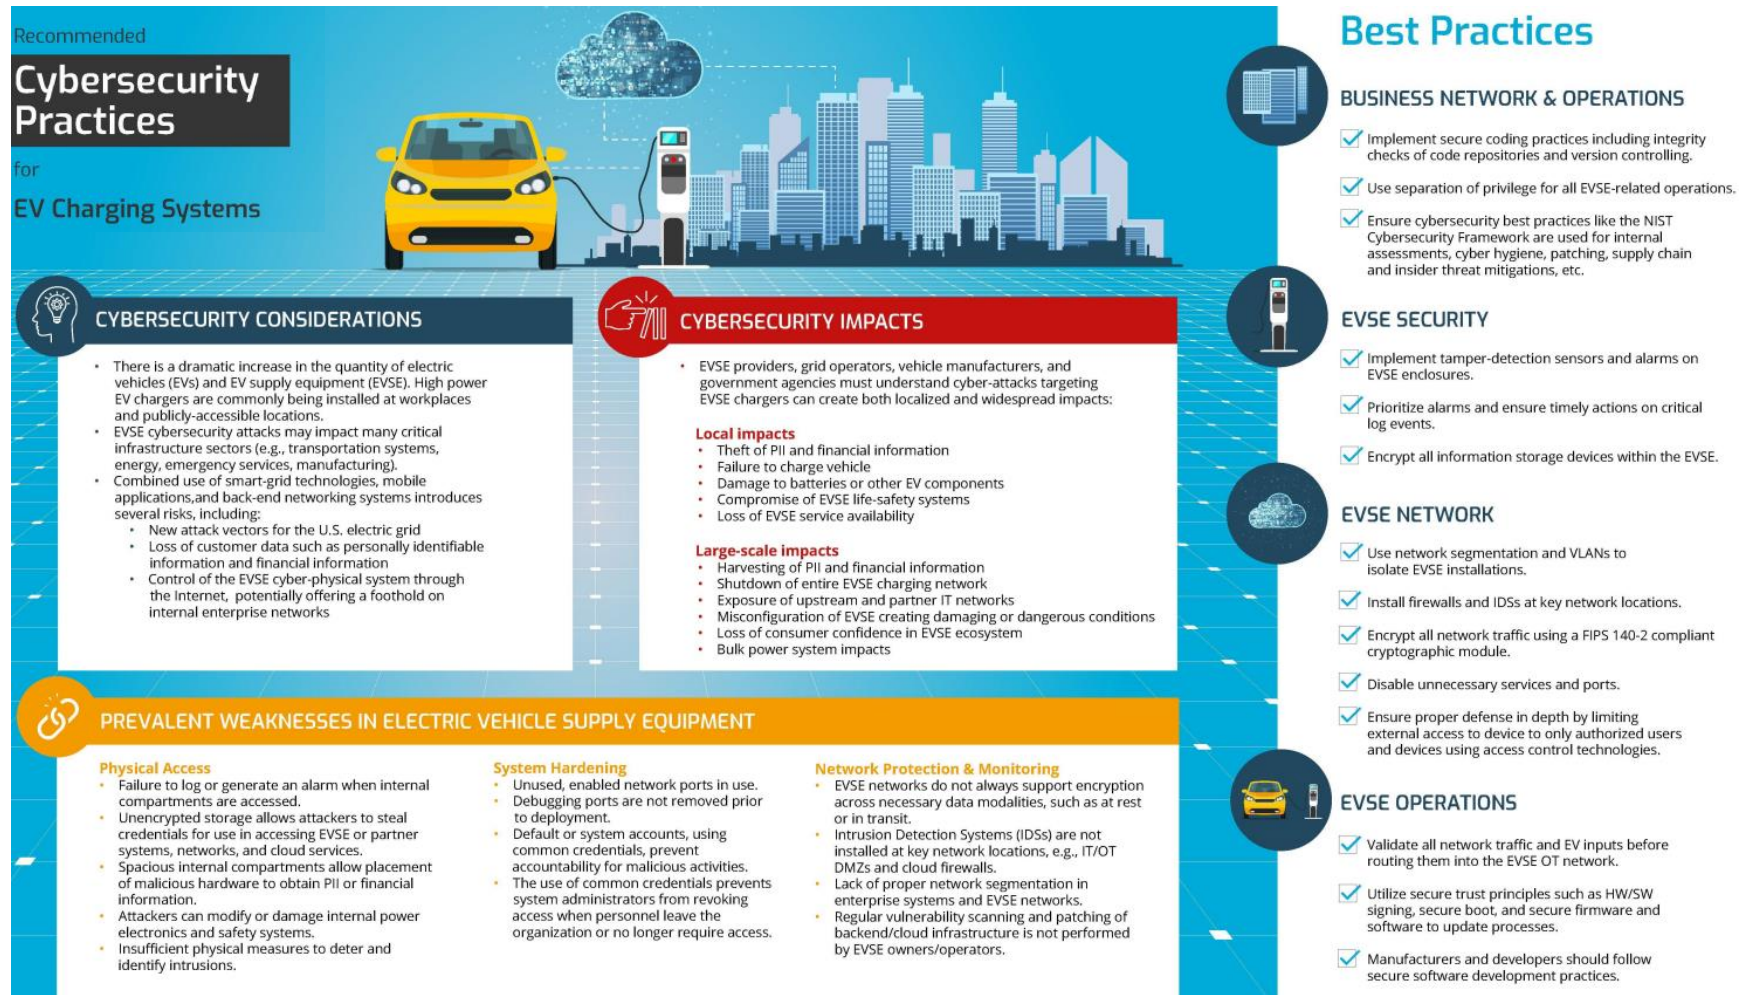 Recommended
Cybersecurity
Practices
for
EV Charging Systems
CYBERSECURITY CONSIDERATIONS
• There is a dramatic increase in the quantity of electric
vehicles (EVs) and EV supply equipment (EVSE). High power
EV chargers are commonly being installed at workplaces
and publicly-accessible locations.
• EVSE cybersecurity attacks may impact many critical
infrastructure sectors (e.g., transportation systems,
energy, emergency services, manufacturing).
• Combined use of smart-grid technologies, mobile
applications,and back-end networking systems introduces
several risks, including:
• New attack vectors for the U.S. electric grid
• Loss of customer data such as personally identifiable
information and financial information
• Control of the EVSE cyber-physical system through
the Internet, potentially offering a foothold on
internal enterprise networks
CYBERSECURITY IMPACTS
• EVSE providers, grid operators, vehicle manufacturers, and
government agencies must understand cyber-attacks targeting
EVSE chargers can create both localized and widespread impacts:
Local impacts
• Theft of PII and financial information
• Failure to charge vehicle
• Damage to batteries or other EV components
• Compromise of EVSE life-safety systems
• Loss of EVSE service availability
Large-scale impacts
• Harvesting of PII and financial information
• Shutdown of entire EVSE charging network
• Exposure of upstream and partner IT networks
• Misconfiguration of EVSE creating damaging or dangerous conditions
• Loss of consumer confidence in EVSE ecosystem
• Bulk power system impacts
PREVALENT WEAKNESSES IN ELECTRIC VEHICLE SUPPLY EQUIPMENT
Physical Access
• Failure to log or generate an alarm when internal
compartments are accessed.
• Unencrypted storage allows attackers to steal
credentials for use in accessing EVSE or partner
systems, networks, and cloud services.
• Spacious internal compartments allow placement
of malicious hardware to obtain PII or financial
information.
• Attackers can modify or damage internal power
electronics and safety systems.
• Insufficient physical measures to deter and
identify intrusions.
System Hardening
• Unused, enabled network ports in use.
• Debugging ports are not removed prior
to deployment.
• Default or system accounts, using
common credentials, prevent
accountability for malicious activities.
• The use of common credentials prevents
system administrators from revoking
access when personnel leave the
organization or no longer require access.
Network Protection & Monitoring
• EVSE networks do not always support encryption
across necessary data modalities, such as at rest
or in transit.
• Intrusion Detection Systems (IDSs) are not
installed at key network locations, e.g., IT/OT
DMZs and cloud firewalls.
• Lack of proper network segmentation in
enterprise systems and EVSE networks.
• Regular vulnerability scanning and patching of
backend/cloud infrastructure is not performed
by EVSE owners/operators.
Best Practices
BUSINESS NETWORK & OPERATIONS
Implement secure coding practices including integrity
checks of code repositories and version controlling.
Use separation of privilege for all EVSE-related operations.
Ensure cybersecurity best practices like the NIST
Cybersecurity Framework are used for internal
assessments, cyber hygiene, patching, supply chain
and insider threat mitigations, etc.
EVSE SECURITY
Implement tamper-detection sensors and alarms on
EVSE enclosures.
Prioritize alarms and ensure timely actions on critical
log events.
Encrypt all information storage devices within the EVSE.
EVSE NETWORK
Use network segmentation and VLANs to
isolate EVSE installations.
Install firewalls and IDSs at key network locations.
Encrypt all network traffic using a FIPS 140-2 compliant
cryptographic module.
Disable unnecessary services and ports.
Ensure proper defense in depth by limiting
external access to device to only authorized users
and devices using access control technologies.
EVSE OPERATIONS
Validate all network traffic and EV inputs before
routing them into the EVSE OT network.
Utilize secure trust principles such as HW/SW
signing, secure boot, and secure firmware and
software to update processes.
Manufacturers and developers should follow
secure software development practices.